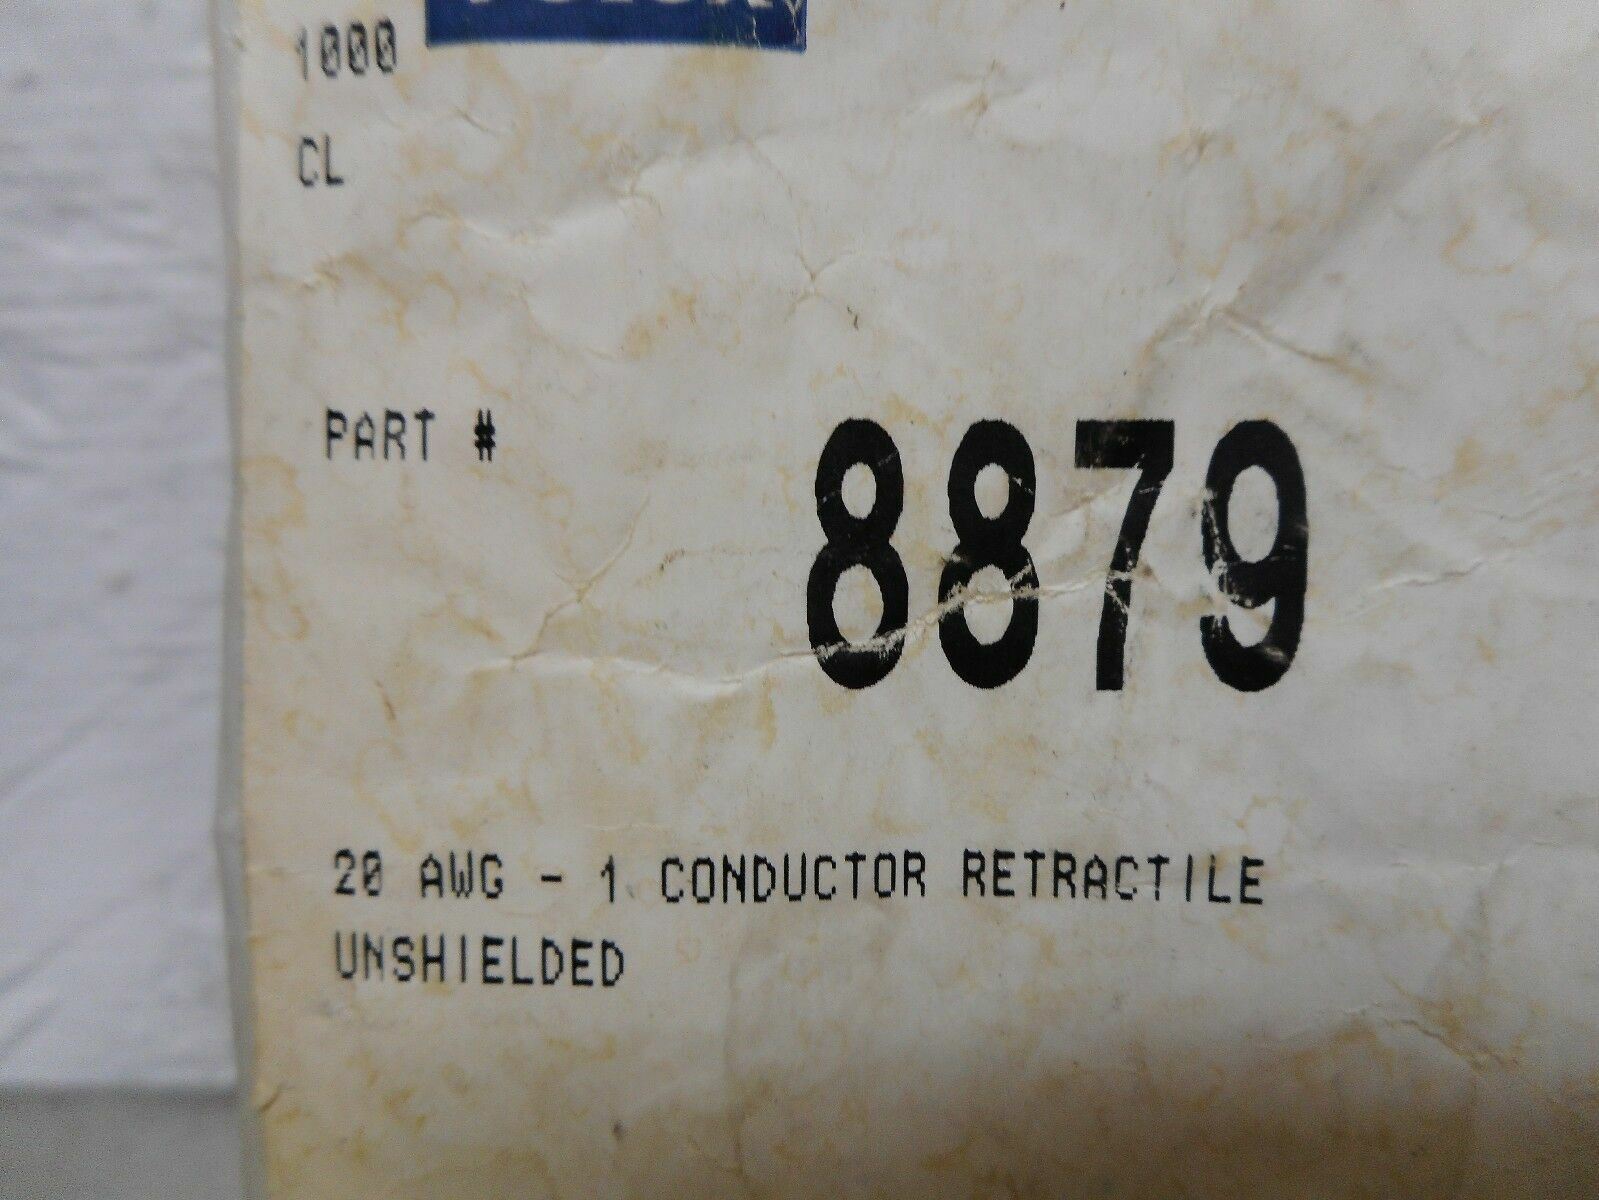 1000
CL
PART # 8879
20 AWG - 1 CONDUCTOR RETRACTILE
UNSHIELDED